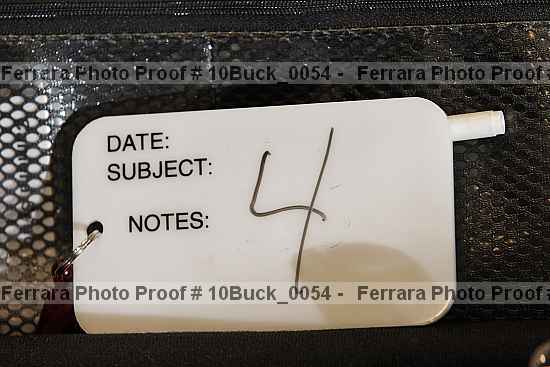 Ferrara Photo Proof # 10Buck_0054 - Ferrara Photo Proof #
DATE:
SUBJECT:
4
NOTES:
Ferrara Photo Proof # 10Buck_0054 - Ferrara Photo Proof #